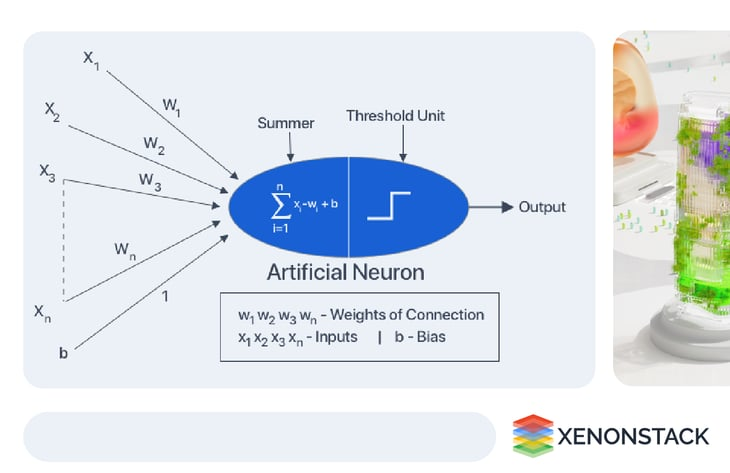 X1
W1
X2
W2
Summer
Threshold Unit
X3
W3
n
∑ xi-wi + b
i=1
Output
Wn
Artificial Neuron
1
Xn
w1 w2 w3 wn - Weights of Connection
x1 x2 x3 xn - Inputs | b - Bias
b
XENONSTACK